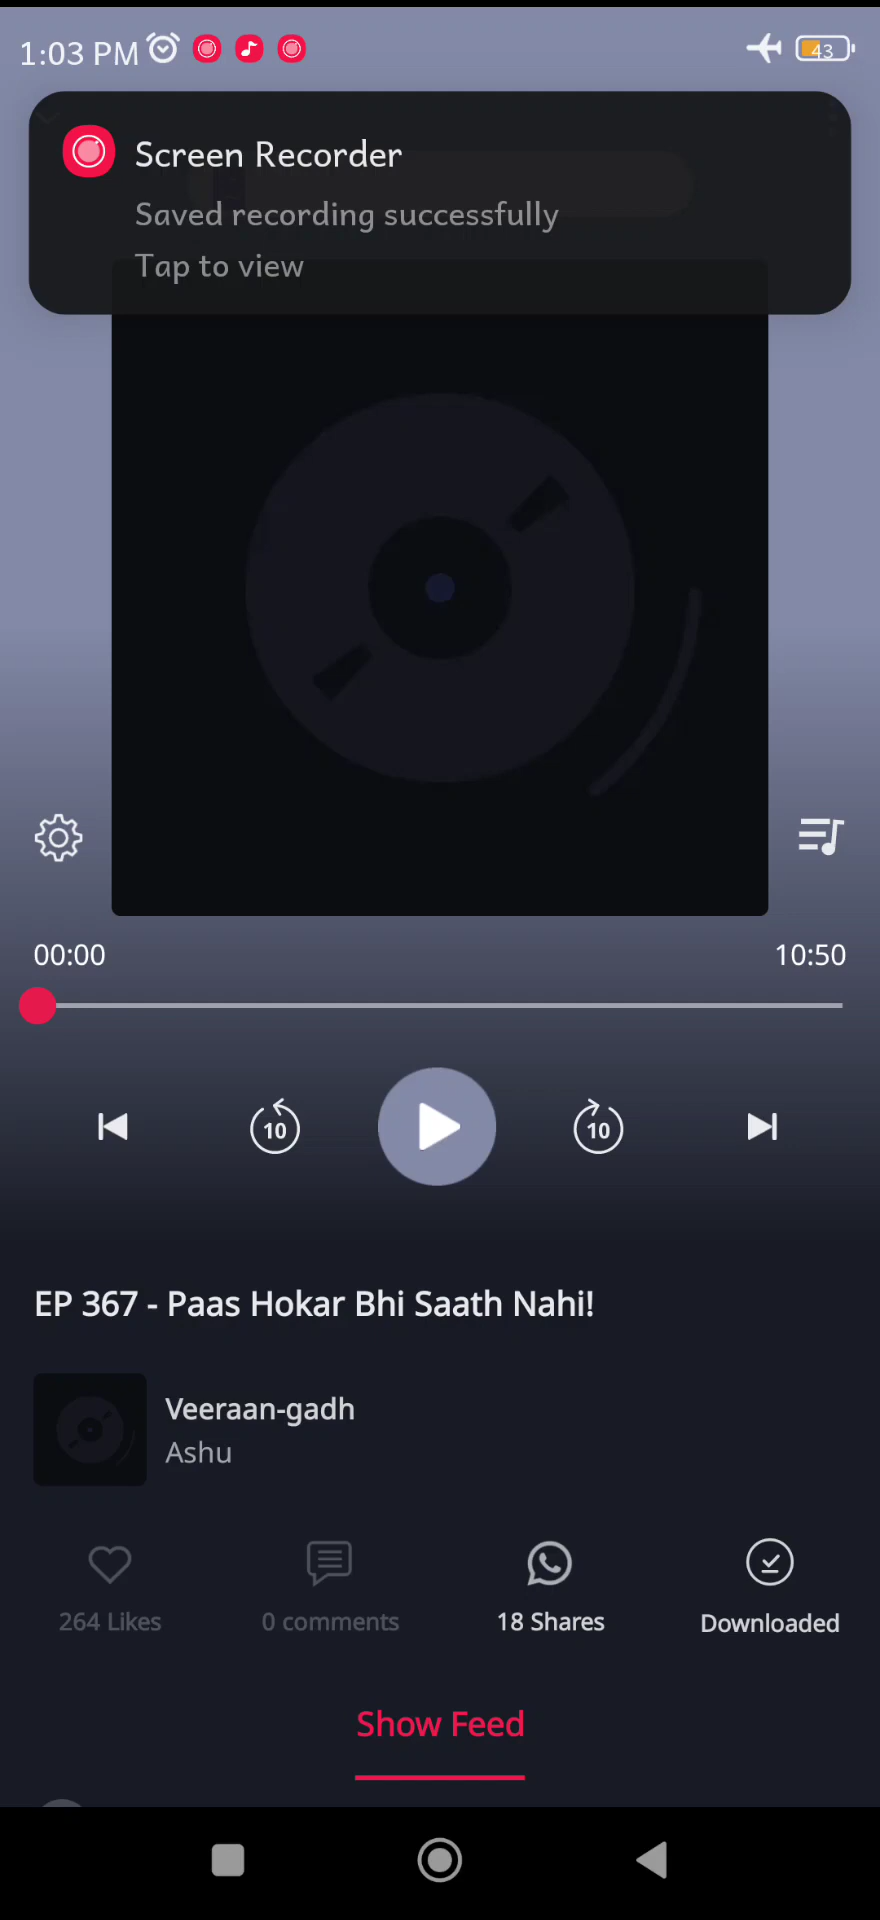 1:03 PM
43
Screen Recorder
Saved recording successfully
Tap to view
00:00
10:50
10
10
EP 367 - Paas Hokar Bhi Saath Nahi!
Veeraan-gadh
Ashu
264 Likes
0 comments
18 Shares
Downloaded
Show Feed